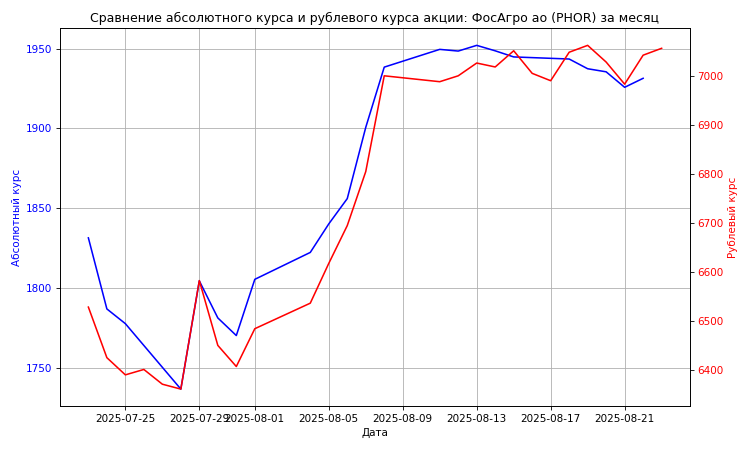 Сравнение абсолютного курса и рублевого курса акции: ФосАгро ао (PHOR) за месяц
Абсолютный курс
1950
1900
1850
1800
1750
7000
6900
6800
6700
6600
6500
6400
Рублевый курс
2025-07-25 2025-07-29 2025-08-01 2025-08-05 2025-08-09 2025-08-13 2025-08-17 2025-08-21
Дата